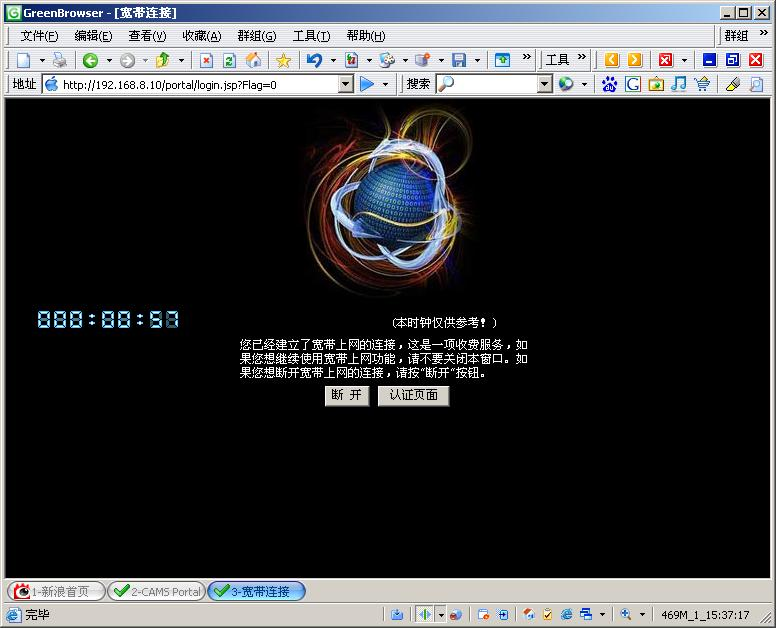 GreenBrowser - [宽带连接]
文件(F) 编辑(E) 查看(V) 收藏(A) 群组(G) 工具(T) 帮助(H) 群组 »
» 工具 »
地址 http://192.168.8.10/portal/login.jsp?Flag=0 搜索
000:00:57
(本时钟仅供参考！)
您已经建立了宽带上网的连接，这是一项收费服务，如
果您想继续使用宽带上网功能，请不要关闭本窗口。如
果您想断开宽带上网的连接，请按“断开”按钮。
断 开 认证页面
1-新浪首页 2-CAMS Portal 3-宽带连接
完毕 469M_1_15:37:17